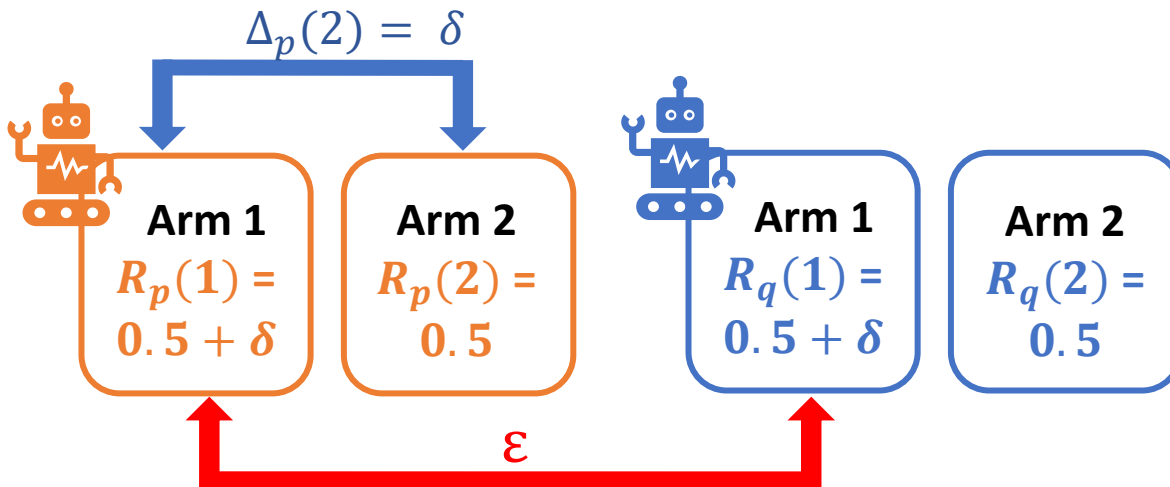 Δ_p(2) = δ
Arm 1
R_p(1) =
0.5 + δ
Arm 2
R_p(2) =
0.5
Arm 1
R_q(1) =
0.5 + δ
Arm 2
R_q(2) =
0.5
ε